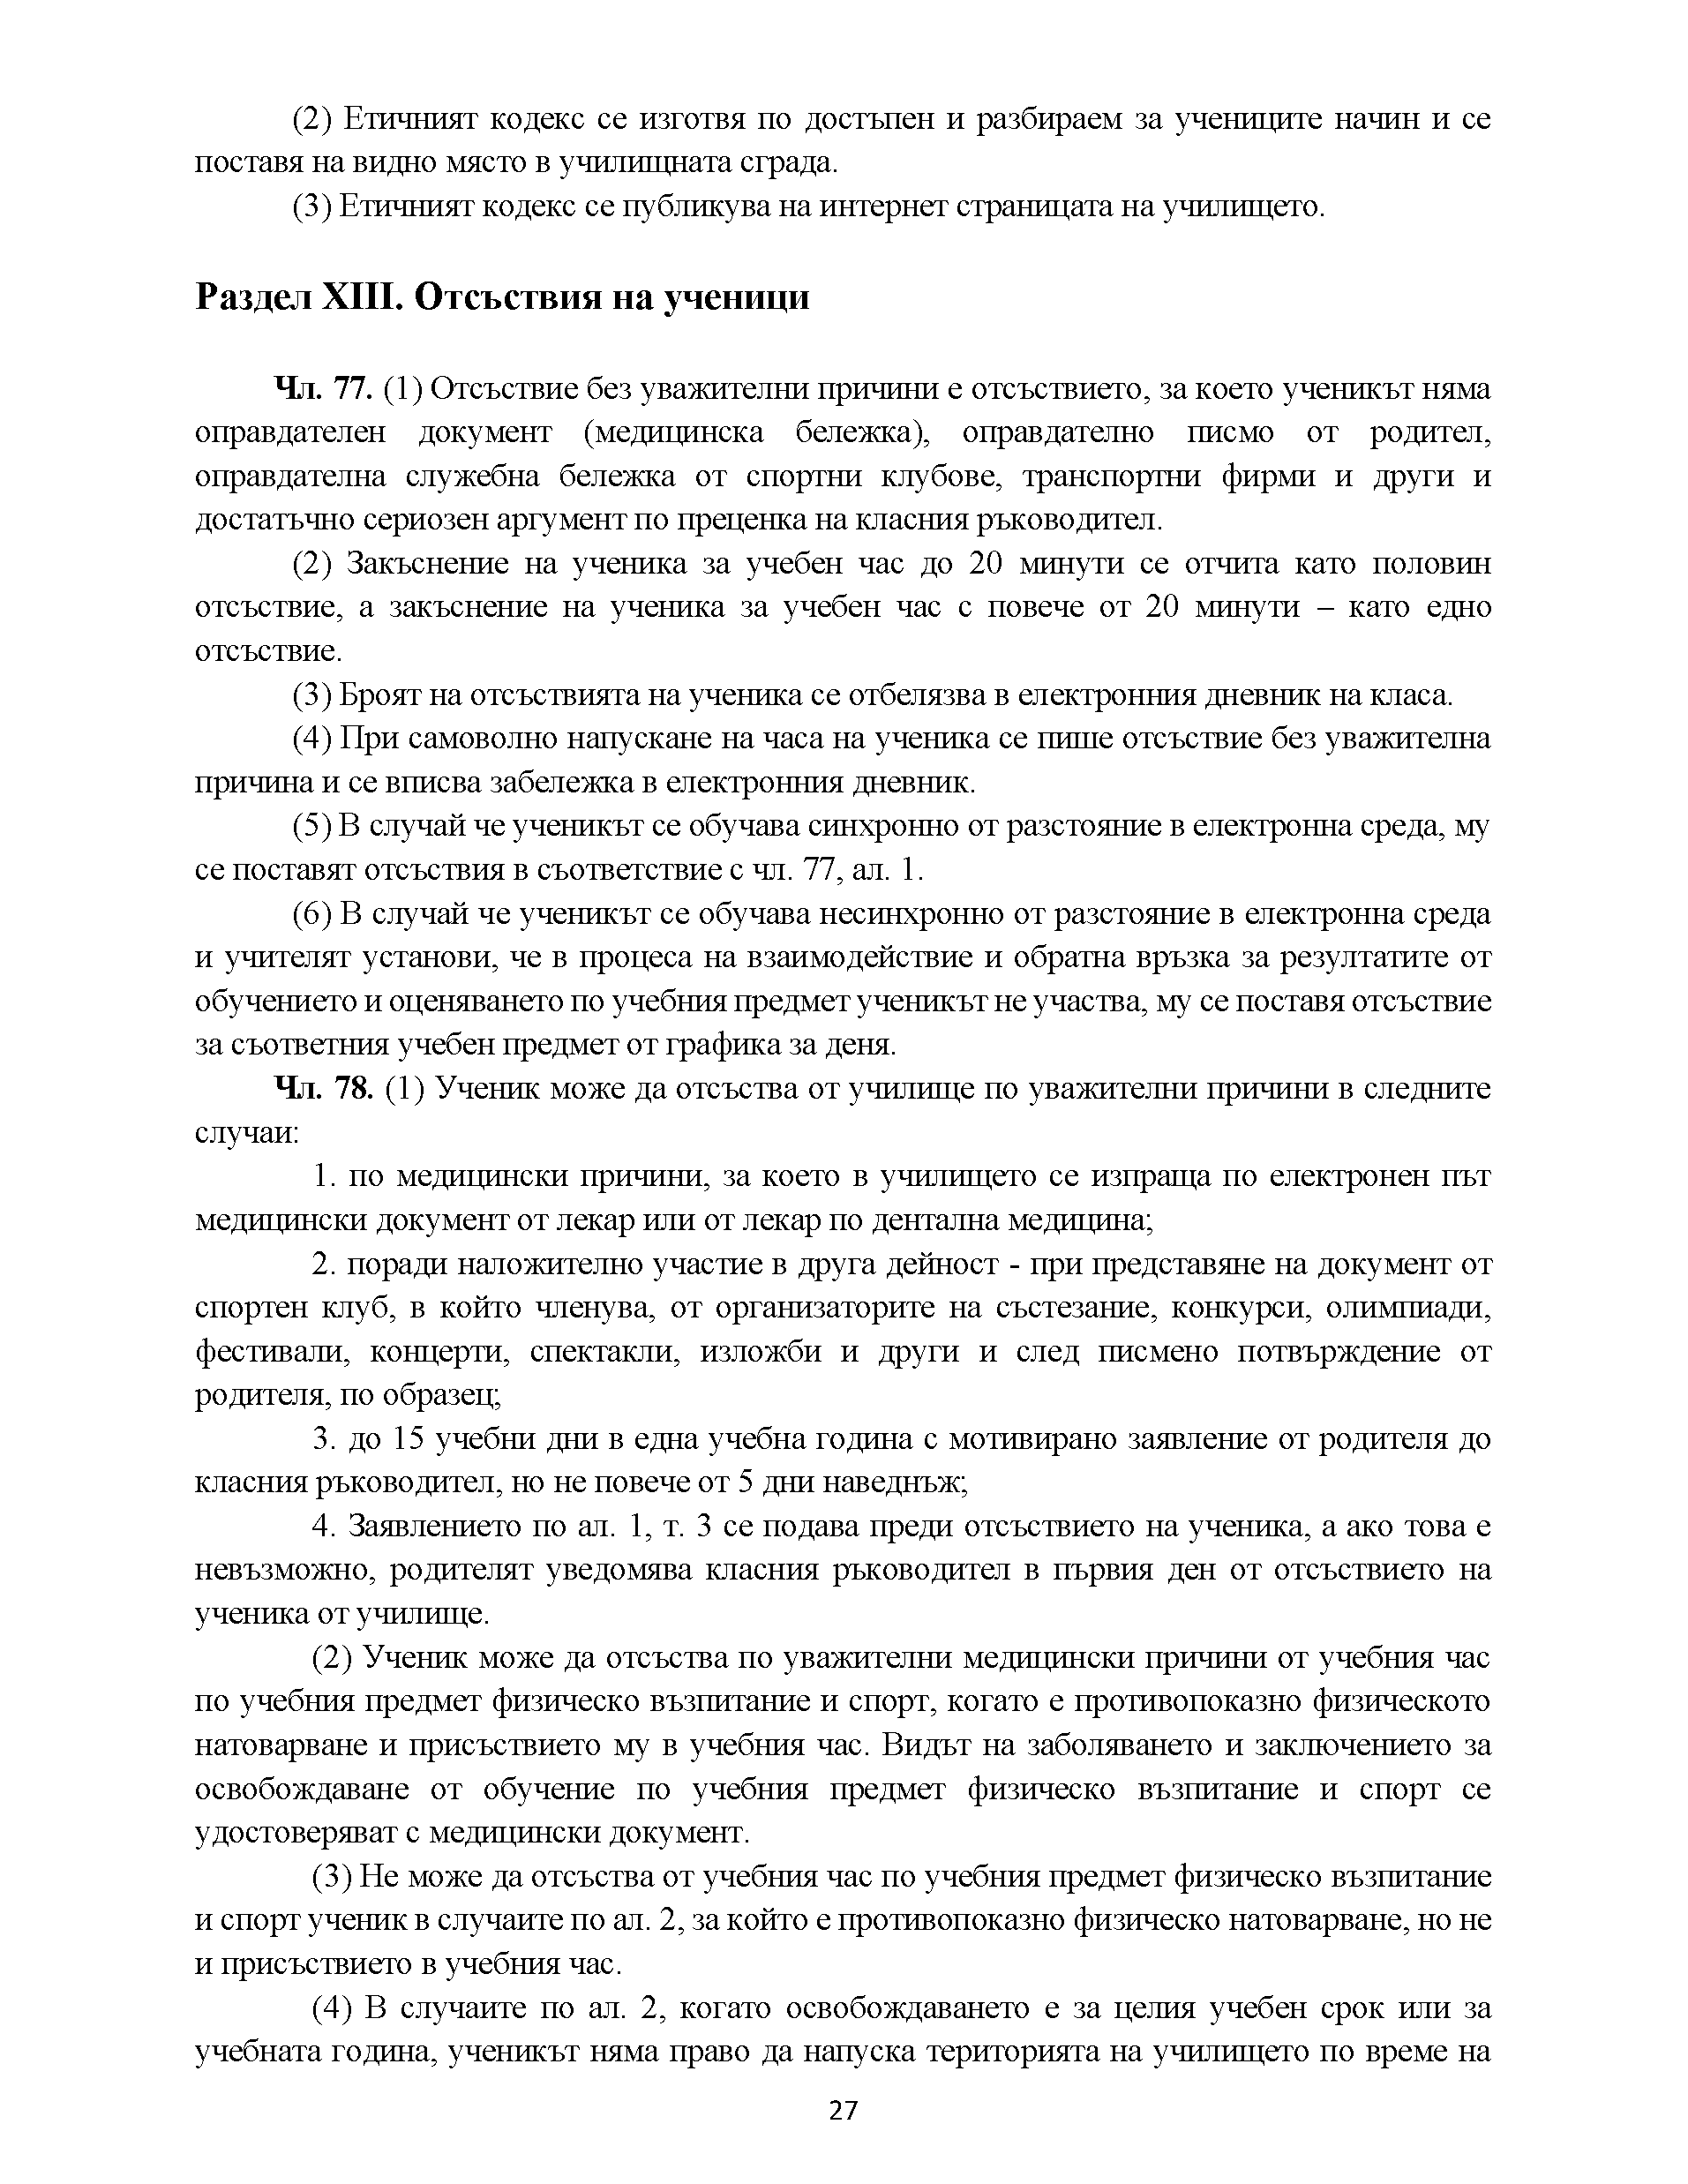 (2) Етичният кодекс се изготвя по достъпен и разбираем за учениците начин и се
поставя на видно място в училищната сграда.
(3) Етичният кодекс се публикува на интернет страницата на училището.
Раздел XIII. Отсъствия на ученици
Чл. 77. (1) Отсъствие без уважителни причини е отсъствието, за което ученикът няма
оправдателен документ (медицинска бележка), оправдателно писмо от родител,
оправдателна служебна бележка от спортни клубове, транспортни фирми и други и
достатъчно сериозен аргумент по преценка на класния ръководител.
(2) Закъснение на ученика за учебен час до 20 минути се отчита като половин
отсъствие, а закъснение на ученика за учебен час с повече от 20 минути – като едно
отсъствие.
(3) Броят на отсъствията на ученика се отбелязва в електронния дневник на класа.
(4) При самоволно напускане на часа на ученика се пише отсъствие без уважителна
причина и се вписва забележка в електронния дневник.
(5) В случай че ученикът се обучава синхронно от разстояние в електронна среда, му
се поставят отсъствия в съответствие с чл. 77, ал. 1.
(6) В случай че ученикът се обучава несинхронно от разстояние в електронна среда
и учителят установи, че в процеса на взаимодействие и обратна връзка за резултатите от
обучението и оценяването по учебния предмет ученикът не участва, му се поставя отсъствие
за съответния учебен предмет от графика за деня.
Чл. 78. (1) Ученик може да отсъства от училище по уважителни причини в следните
случаи:
1. по медицински причини, за което в училището се изпраща по електронен път
медицински документ от лекар или от лекар по дентална медицина;
2. поради наложително участие в друга дейност - при представяне на документ от
спортен клуб, в който членува, от организаторите на състезание, конкурси, олимпиади,
фестивали, концерти, спектакли, изложби и други и след писмено потвърждение от
родителя, по образец;
3. до 15 учебни дни в една учебна година с мотивирано заявление от родителя до
класния ръководител, но не повече от 5 дни наведнъж;
4. Заявлението по ал. 1, т. 3 се подава преди отсъствието на ученика, а ако това е
невъзможно, родителят уведомява класния ръководител в първия ден от отсъствието на
ученика от училище.
(2) Ученик може да отсъства по уважителни медицински причини от учебния час
по учебния предмет физическо възпитание и спорт, когато е противопоказно физическото
натоварване и присъствието му в учебния час. Видът на заболяването и заключението за
освобождаване от обучение по учебния предмет физическо възпитание и спорт се
удостоверяват с медицински документ.
(3) Не може да отсъства от учебния час по учебния предмет физическо възпитание
и спорт ученик в случаите по ал. 2, за който е противопоказно физическо натоварване, но не
и присъствието в учебния час.
(4) В случаите по ал. 2, когато освобождаването е за целия учебен срок или за
учебната година, ученикът няма право да напуска територията на училището по време на
27